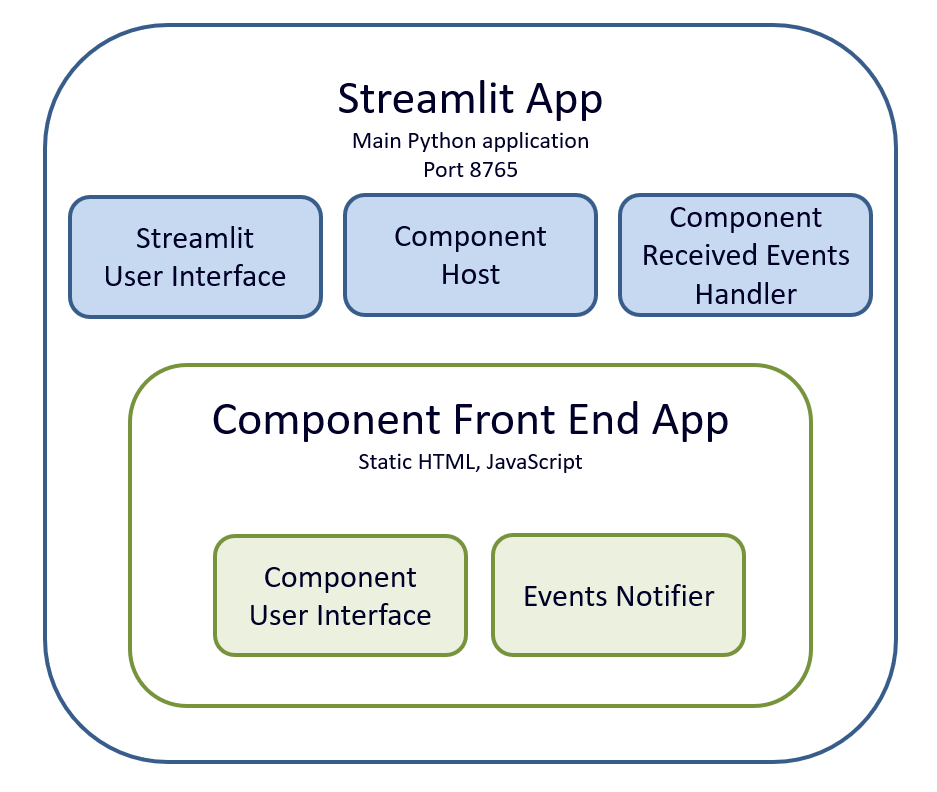 Streamlit App
Main Python application
Port 8765
Streamlit
User Interface
Component
Host
Component
Received Events
Handler
Component Front End App
Static HTML, JavaScript
Component
User Interface
Events Notifier